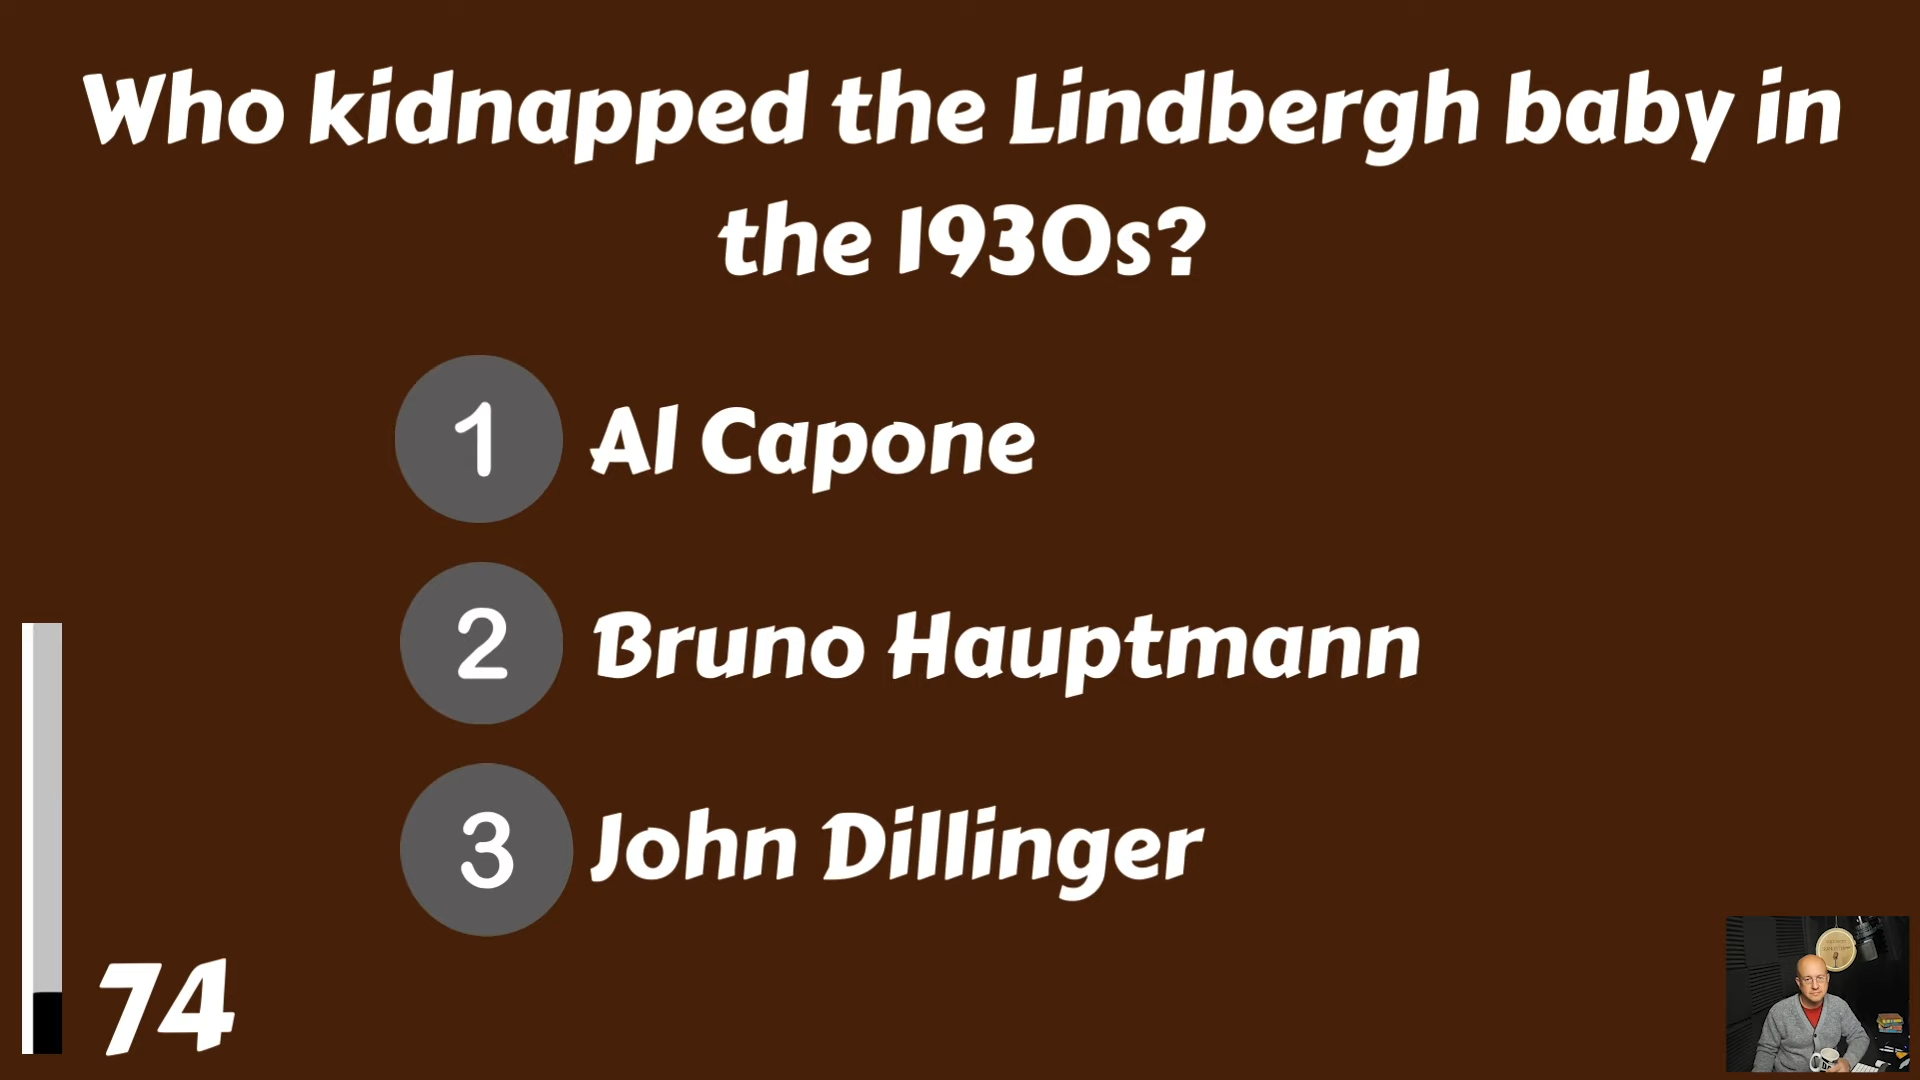 Who kidnapped the Lindbergh baby in
the 1930s?
1 Al Capone
2 Bruno Hauptmann
3 John Dillinger
74